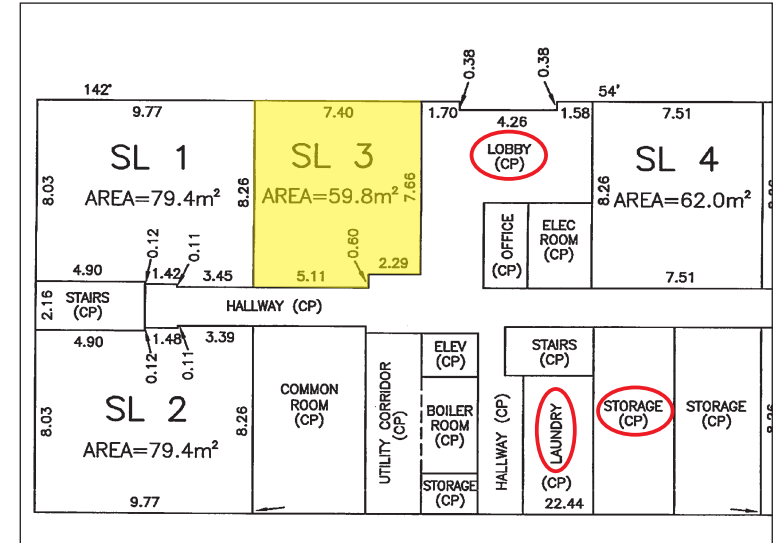 0.38
0.38
142'
54'
9.77
7.40
1.70
4.26
1.58
7.51
SL 1
AREA=79.4m²
8.03
8.26
SL 3
AREA=59.8m²
7.66
LOBBY
(CP)
SL 4
AREA=62.0m²
8.26
OFFICE
(CP)
ELEC
ROOM
(CP)
0.12
0.11
0.60
4.90
1.42
3.45
5.11
2.29
7.51
2.16
STAIRS
(CP)
HALLWAY (CP)
4.90
1.48
3.39
0.12
0.11
SL 2
AREA=79.4m²
8.03
8.26
9.77
COMMON
ROOM
(CP)
UTILITY CORRIDOR
(CP)
ELEV
(CP)
BOILER
ROOM
(CP)
STORAGE
(CP)
HALLWAY (CP)
STAIRS
(CP)
LAUNDRY
(CP)
22.44
STORAGE
(CP)
STORAGE
(CP)